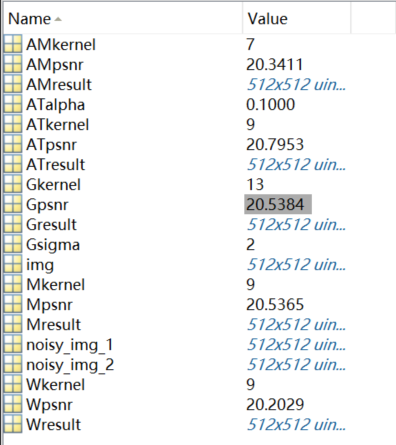 Name Value
AMkernel 7
AMpsnr 20.3411
AMresult 512x512 uin...
ATalpha 0.1000
ATkernel 9
ATpsnr 20.7953
ATresult 512x512 uin...
Gkernel 13
Gpsnr 20.5384
Gresult 512x512 uin...
Gsigma 2
img 512x512 uin...
Mkernel 9
Mpsnr 20.5365
Mresult 512x512 uin...
noisy_img_1 512x512 uin...
noisy_img_2 512x512 uin...
Wkernel 9
Wpsnr 20.2029
Wresult 512x512 uin...